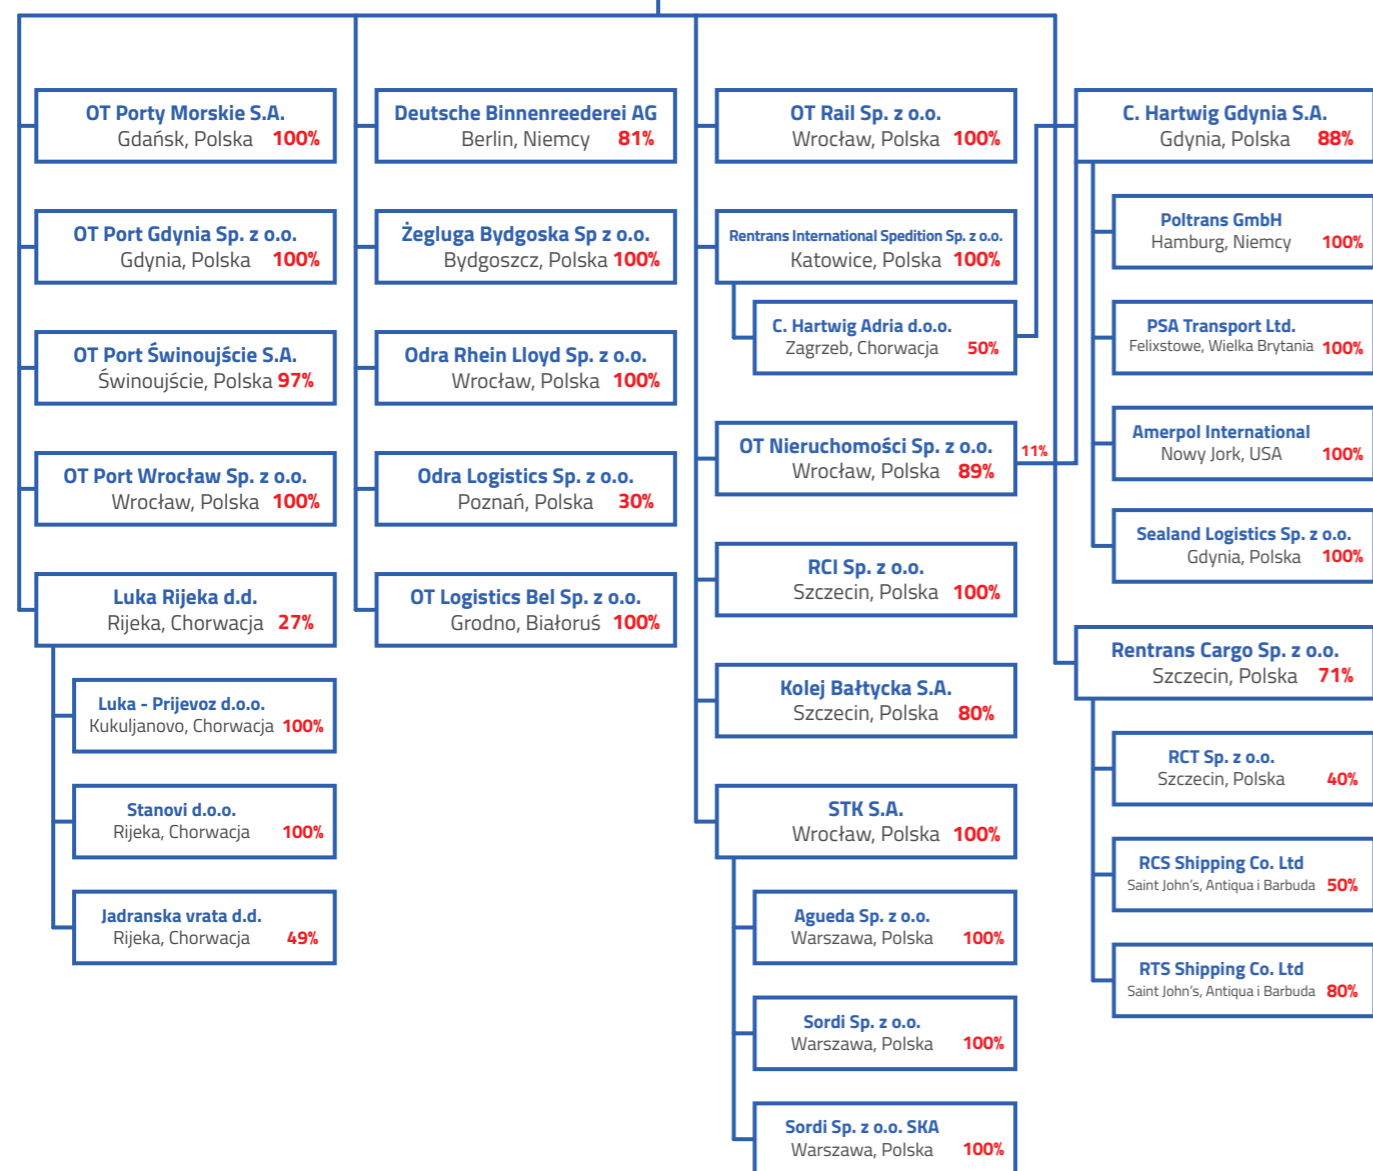 OT Porty Morskie S.A.
Gdańsk, Polska 100%
OT Port Gdynia Sp. z o.o.
Gdynia, Polska 100%
OT Port Świnoujście S.A.
Świnoujście, Polska 97%
OT Port Wrocław Sp. z o.o.
Wrocław, Polska 100%
Luka Rijeka d.d.
Rijeka, Chorwacja 27%
Luka - Prijevoz d.o.o.
Kukuljanovo, Chorwacja 100%
Stanovi d.o.o.
Rijeka, Chorwacja 100%
Jadranska vrata d.d.
Rijeka, Chorwacja 49%
Deutsche Binnenreederei AG
Berlin, Niemcy 81%
Żegluga Bydgoska Sp z o.o.
Bydgoszcz, Polska 100%
Odra Rhein Lloyd Sp. z o.o.
Wrocław, Polska 100%
Odra Logistics Sp. z o.o.
Poznań, Polska 30%
OT Logistics Bel Sp. z o.o.
Grodno, Białoruś 100%
OT Rail Sp. z o.o.
Wrocław, Polska 100%
Rentrans International Spedition Sp. z o.o.
Katowice, Polska 100%
C. Hartwig Adria d.o.o.
Zagrzeb, Chorwacja 50%
OT Nieruchomości Sp. z o.o.
Wrocław, Polska 89%
11%
RCI Sp. z o.o.
Szczecin, Polska 100%
Kolej Bałtycka S.A.
Szczecin, Polska 80%
STK S.A.
Wrocław, Polska 100%
Agueda Sp. z o.o.
Warszawa, Polska 100%
Sordi Sp. z o.o.
Warszawa, Polska 100%
Sordi Sp. z o.o. SKA
Warszawa, Polska 100%
C. Hartwig Gdynia S.A.
Gdynia, Polska 88%
Poltrans GmbH
Hamburg, Niemcy 100%
PSA Transport Ltd.
Felixstowe, Wielka Brytania 100%
Amerpol International
Nowy Jork, USA 100%
Sealand Logistics Sp. z o.o.
Gdynia, Polska 100%
Rentrans Cargo Sp. z o.o.
Szczecin, Polska 71%
RCT Sp. z o.o.
Szczecin, Polska 40%
RCS Shipping Co. Ltd
Saint John's, Antiqua i Barbuda 50%
RTS Shipping Co. Ltd
Saint John's, Antiqua i Barbuda 80%